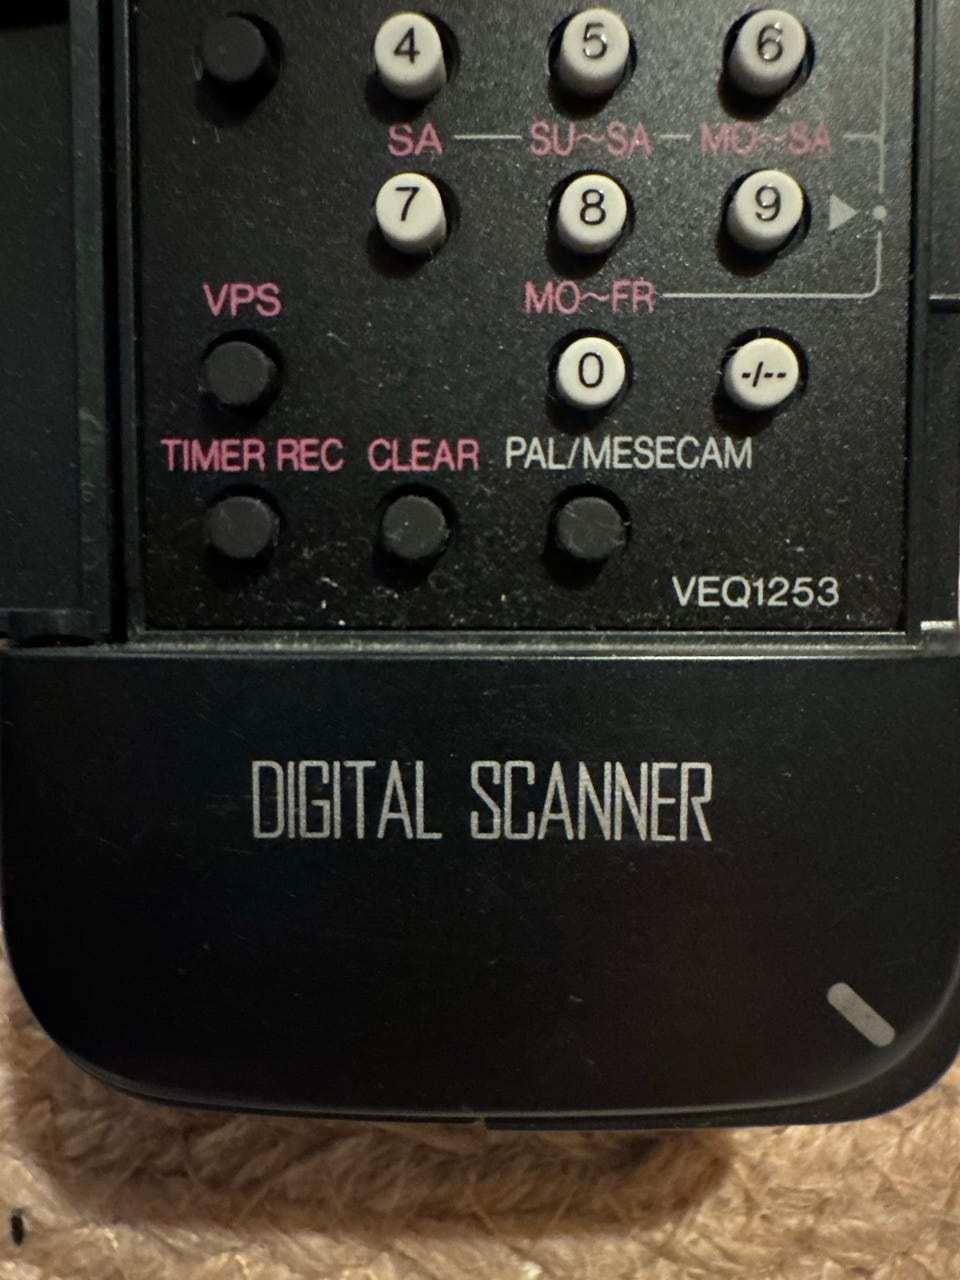 4 5 6
SA SU~SA MO~SA
7 8 9
VPS MO~FR
0 -/--
TIMER REC CLEAR PAL/MESECAM
VEQ1253
DIGITAL SCANNER